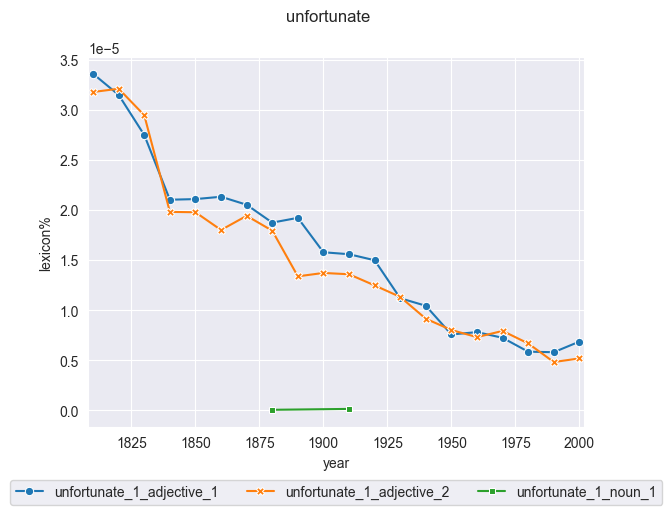 unfortunate
1e−5
3.5
3.0
2.5
2.0
1.5
1.0
0.5
0.0
lexicon%
1825 1850 1875 1900 1925 1950 1975 2000
year
unfortunate_1_adjective_1 unfortunate_1_adjective_2 unfortunate_1_noun_1